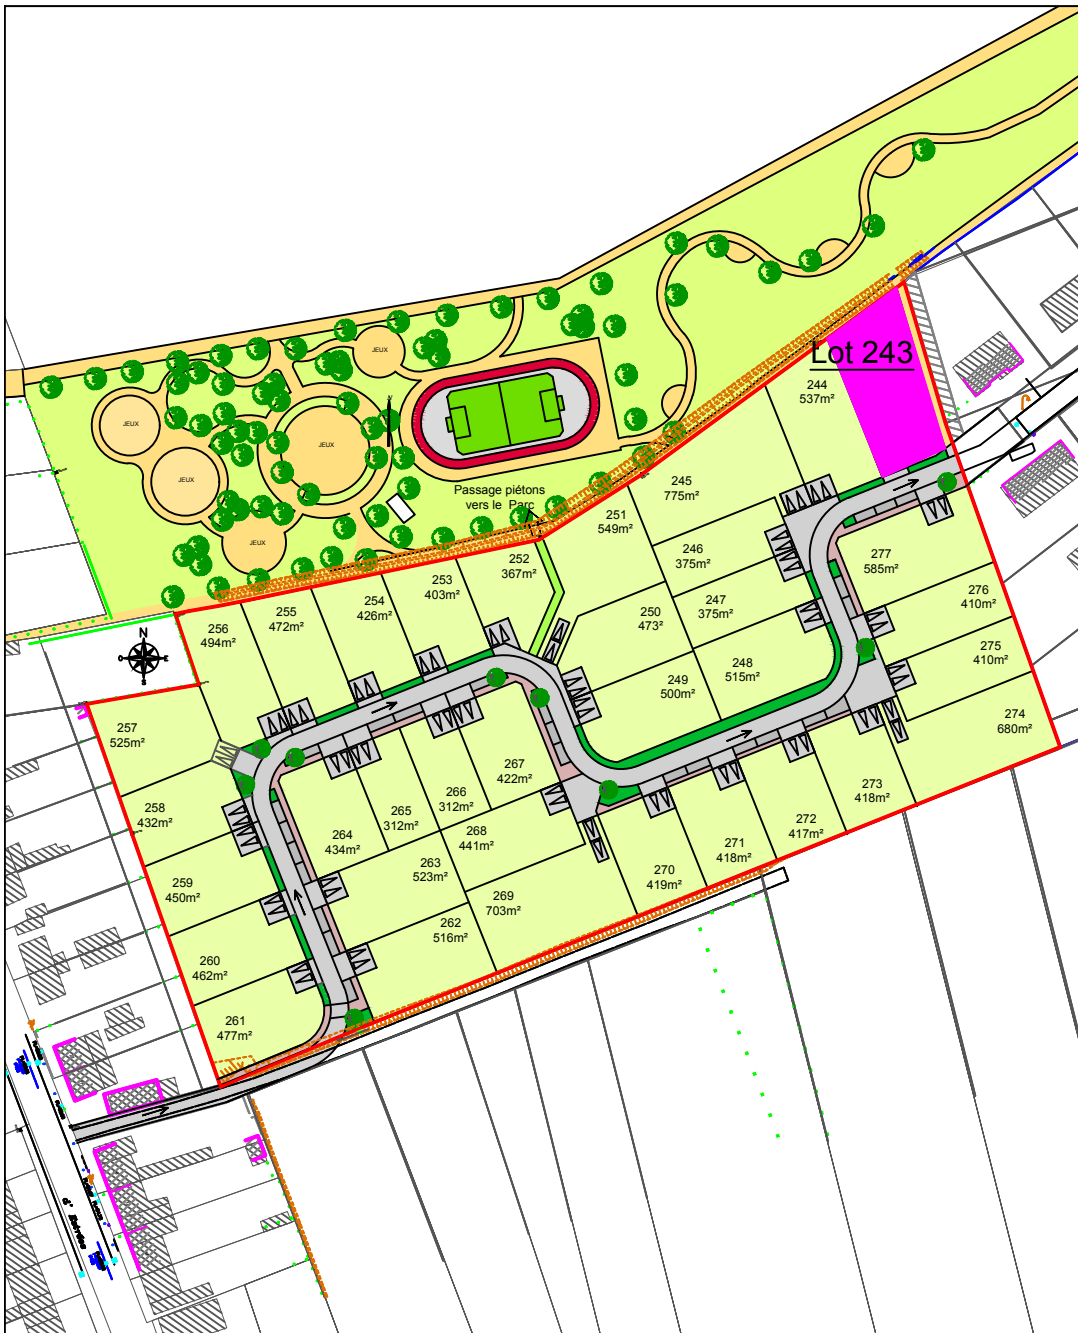 JEUX
JEUX
JEUX
JEUX
JEUX
Passage piétons
vers le Parc
Lot 243
244
537m²
245
775m²
246
375m²
247
375m²
248
515m²
249
500m²
250
473²
251
549m²
252
367m²
253
403m²
254
426m²
255
472m²
256
494m²
257
525m²
258
432m²
259
450m²
260
462m²
261
477m²
262
516m²
263
523m²
264
434m²
265
312m²
266
312m²
267
422m²
268
441m²
269
703m²
270
419m²
271
418m²
272
417m²
273
418m²
274
680m²
275
410m²
276
410m²
277
585m²
N
E
S
O